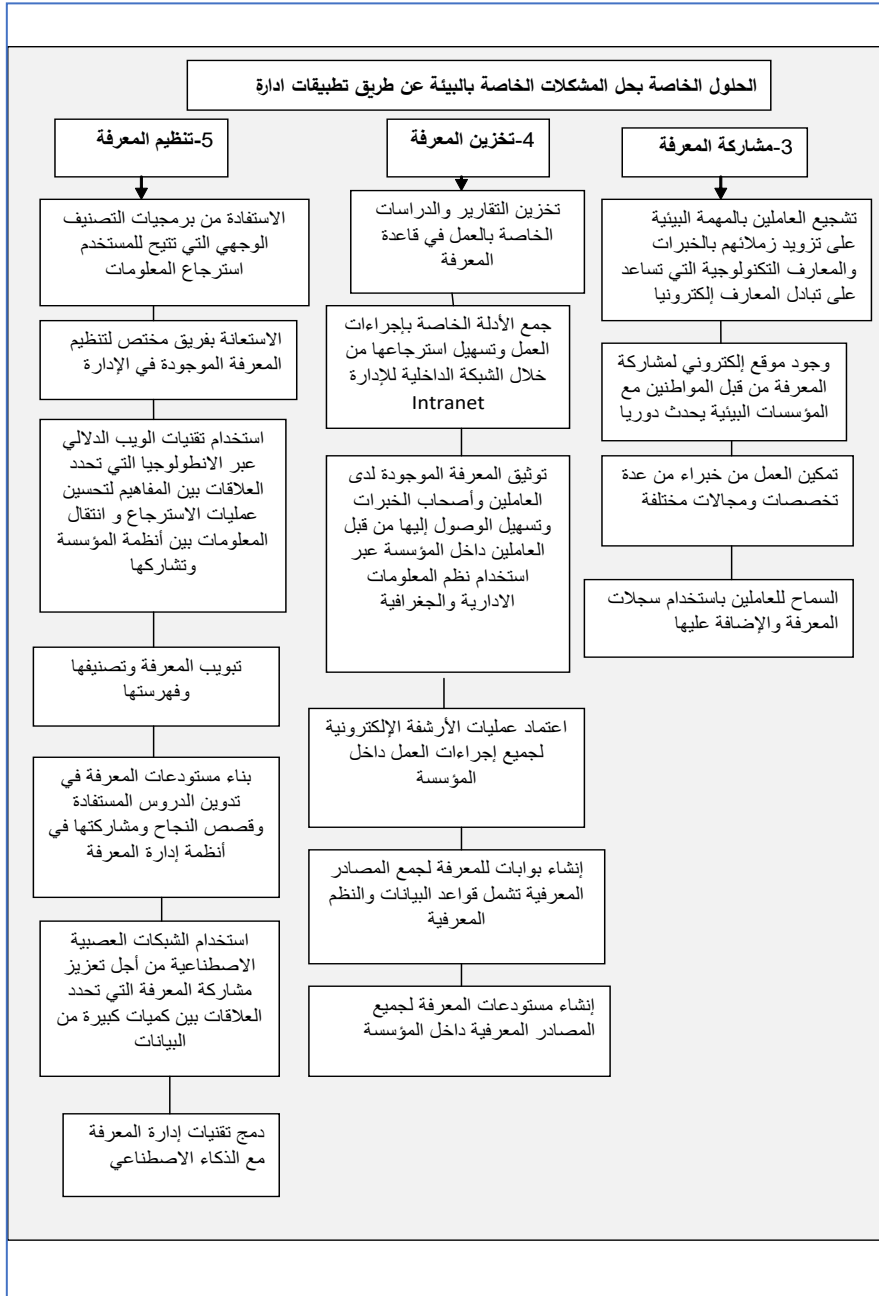 الحلول الخاصة بحل المشكلات الخاصة بالبيئة عن طريق تطبيقات ادارة
3-مشاركة المعرفة
تشجيع العاملين بالمهمة البيئية
على تزويد زملائهم بالخبرات
والمعارف التكنولوجية التي تساعد
على تبادل المعارف إلكترونيا
وجود موقع إلكتروني لمشاركة
المعرفة من قبل المواطنين مع
المؤسسات البيئية يحدث دوريا
تمكين العمل من خبراء من عدة
تخصصات ومجالات مختلفة
السماح للعاملين باستخدام سجلات
المعرفة والإضافة عليها
4-تخزين المعرفة
تخزين التقارير والدراسات
الخاصة بالعمل في قاعدة
المعرفة
جمع الأدلة الخاصة بإجراءات
العمل وتسهيل استرجاعها من
خلال الشبكة الداخلية للإدارة
Intranet
توثيق المعرفة الموجودة لدى
العاملين وأصحاب الخبرات
وتسهيل الوصول إليها من قبل
العاملين داخل المؤسسة عبر
استخدام نظم المعلومات
الادارية والجغرافية
اعتماد عمليات الأرشفة الإلكترونية
لجميع إجراءات العمل داخل
المؤسسة
إنشاء بوابات للمعرفة لجمع المصادر
المعرفية تشمل قواعد البيانات والنظم
المعرفية
إنشاء مستودعات المعرفة لجميع
المصادر المعرفية داخل المؤسسة
5-تنظيم المعرفة
الاستفادة من برمجيات التصنيف
الوجهي التي تتيح للمستخدم
استرجاع المعلومات
الاستعانة بفريق مختص لتنظيم
المعرفة الموجودة في الإدارة
استخدام تقنيات الويب الدلالي
عبر الانطولوجيا التي تحدد
العلاقات بين المفاهيم لتحسين
عمليات الاسترجاع و انتقال
المعلومات بين أنظمة المؤسسة
وتشاركها
تبويب المعرفة وتصنيفها
وفهرستها
بناء مستودعات المعرفة في
تدوين الدروس المستفادة
وقصص النجاح ومشاركتها في
أنظمة إدارة المعرفة
استخدام الشبكات العصبية
الاصطناعية من أجل تعزيز
مشاركة المعرفة التي تحدد
العلاقات بين كميات كبيرة من
البيانات
دمج تقنيات إدارة المعرفة
مع الذكاء الاصطناعي